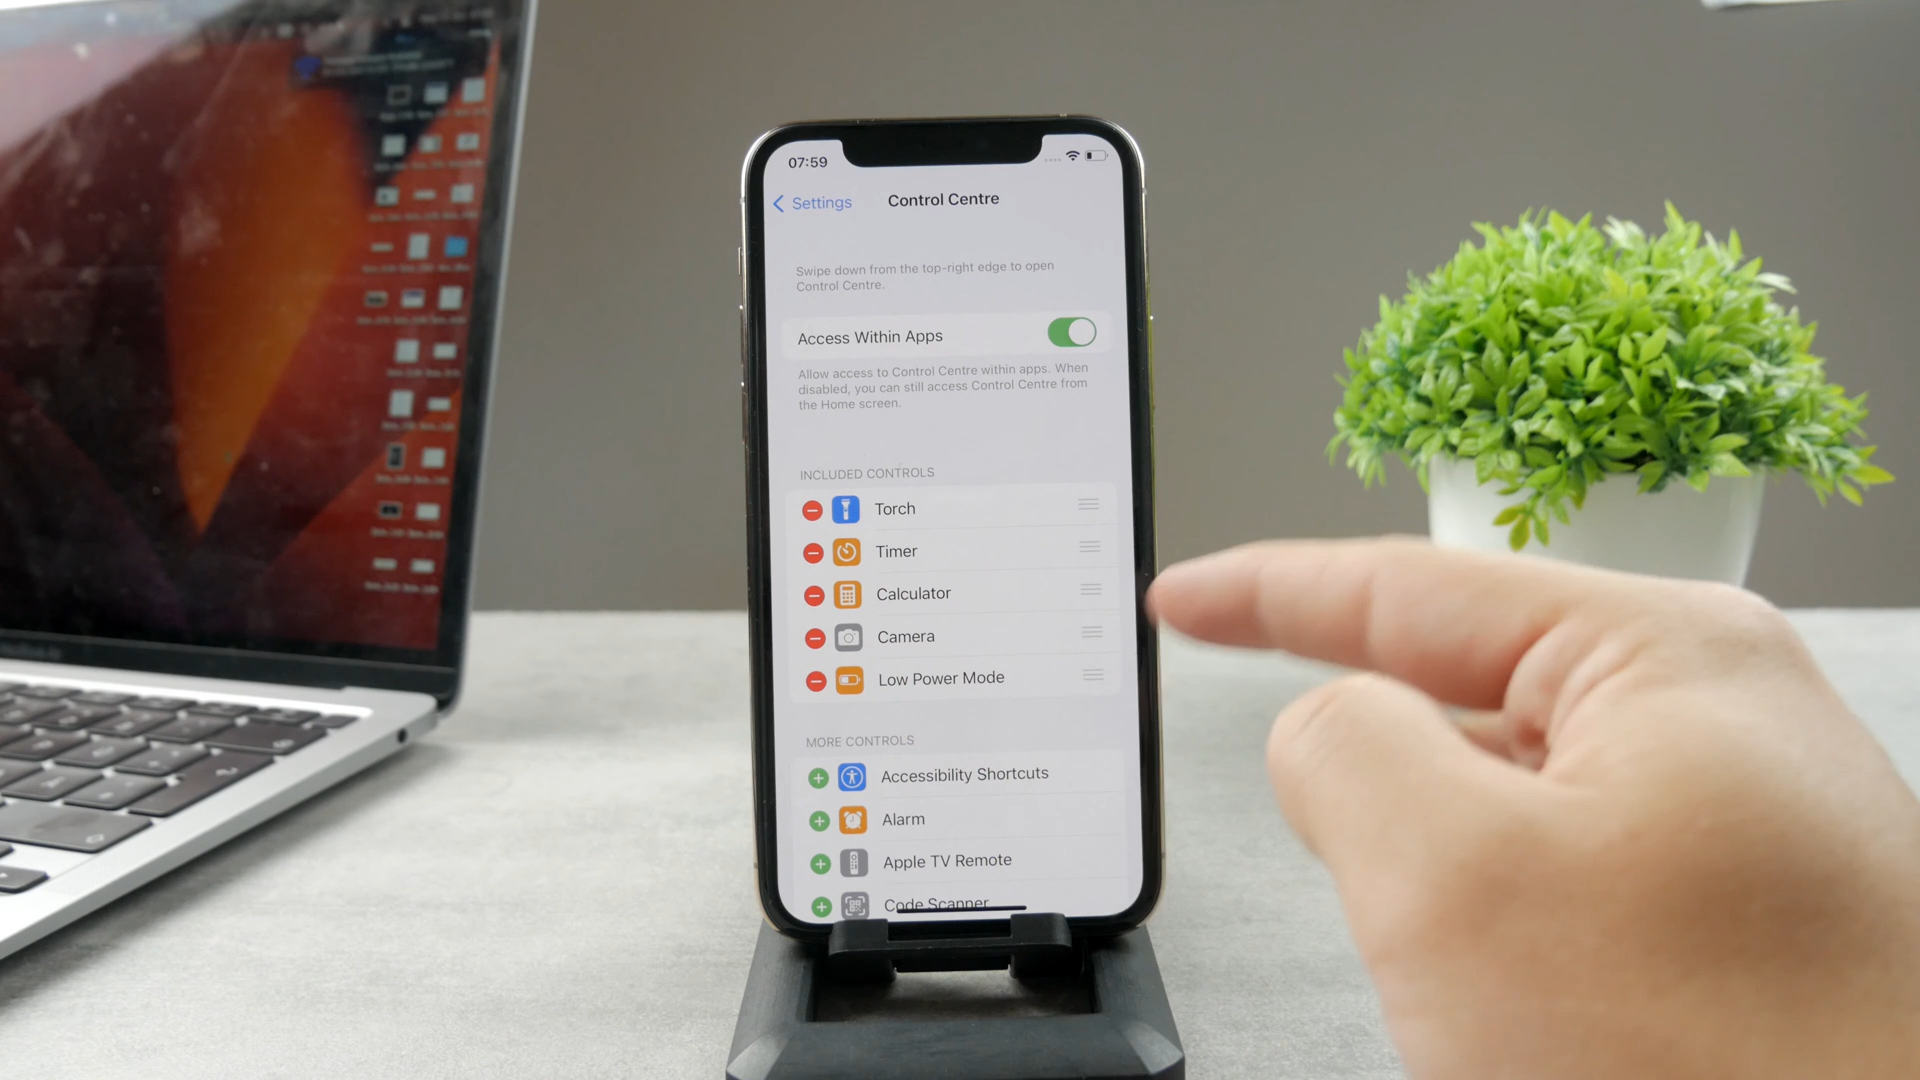 07:59
Settings
Control Centre
Swipe down from the top-right edge to open
Control Centre.
Access Within Apps
Allow access to Control Centre within apps. When
disabled, you can still access Control Centre from
the Home screen.
INCLUDED CONTROLS
Torch
Timer
Calculator
Camera
Low Power Mode
MORE CONTROLS
Accessibility Shortcuts
Alarm
Apple TV Remote
Code Scanner